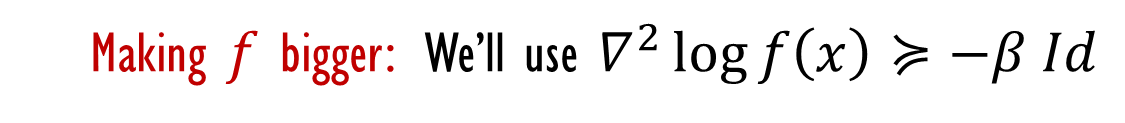 Making f bigger: We'll use ∇² log f(x) ≽ −β Id